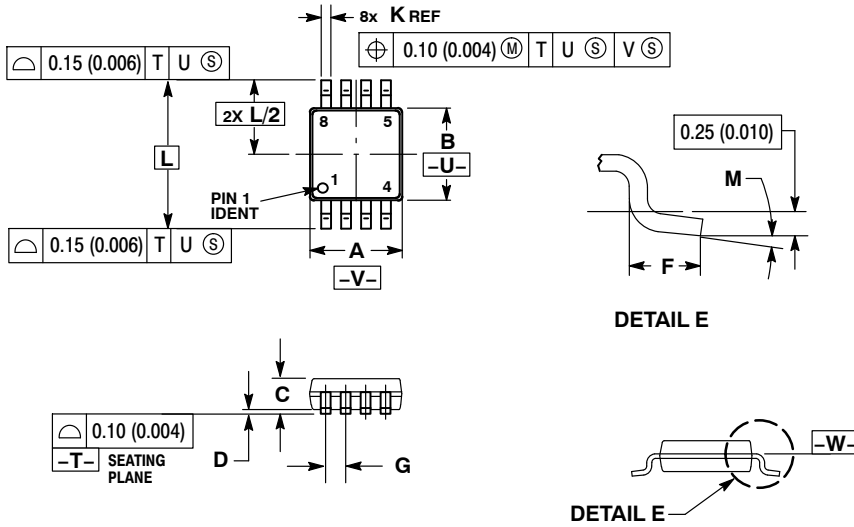 8x K REF
⌖ 0.10 (0.004) Ⓜ T U Ⓢ V Ⓢ
⌓ 0.15 (0.006) T U Ⓢ
2X L/2
8 5
B
–U–
L
PIN 1
IDENT
1 4
⌓ 0.15 (0.006) T U Ⓢ
A
–V–
0.25 (0.010)
M
F
DETAIL E
C
⌓ 0.10 (0.004)
–T– SEATING
PLANE
D
G
–W–
DETAIL E